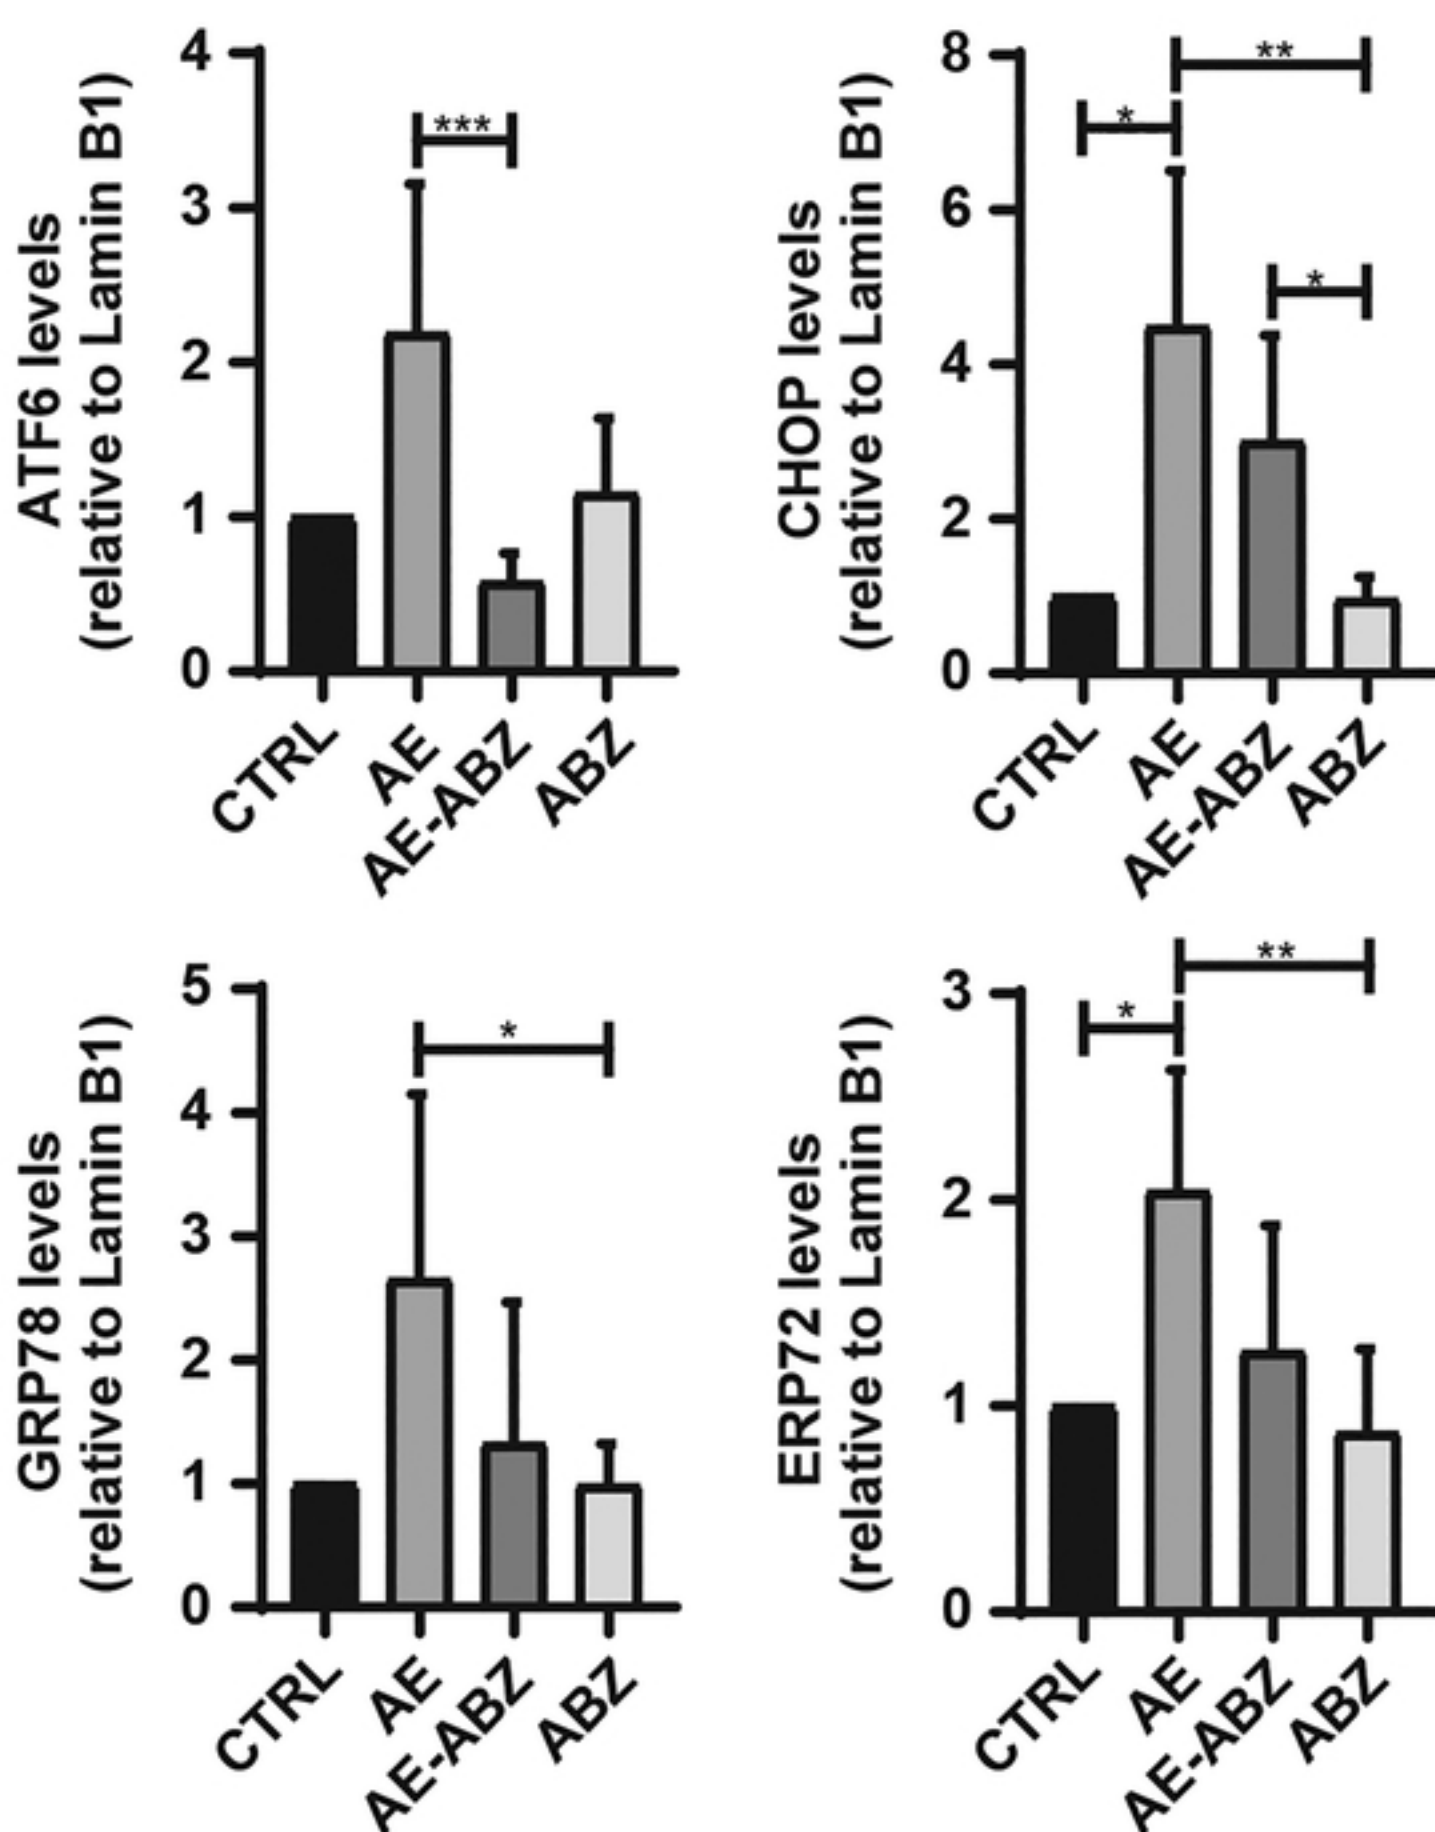 ATF6 levels
(relative to Lamin B1)
4
3
2
1
0
***
CTRL
AE
AE-ABZ
ABZ
CHOP levels
(relative to Lamin B1)
8
6
4
2
0
*
**
*
CTRL
AE
AE-ABZ
ABZ
GRP78 levels
(relative to Lamin B1)
5
4
3
2
1
0
*
CTRL
AE
AE-ABZ
ABZ
ERP72 levels
(relative to Lamin B1)
3
2
1
0
*
**
CTRL
AE
AE-ABZ
ABZ